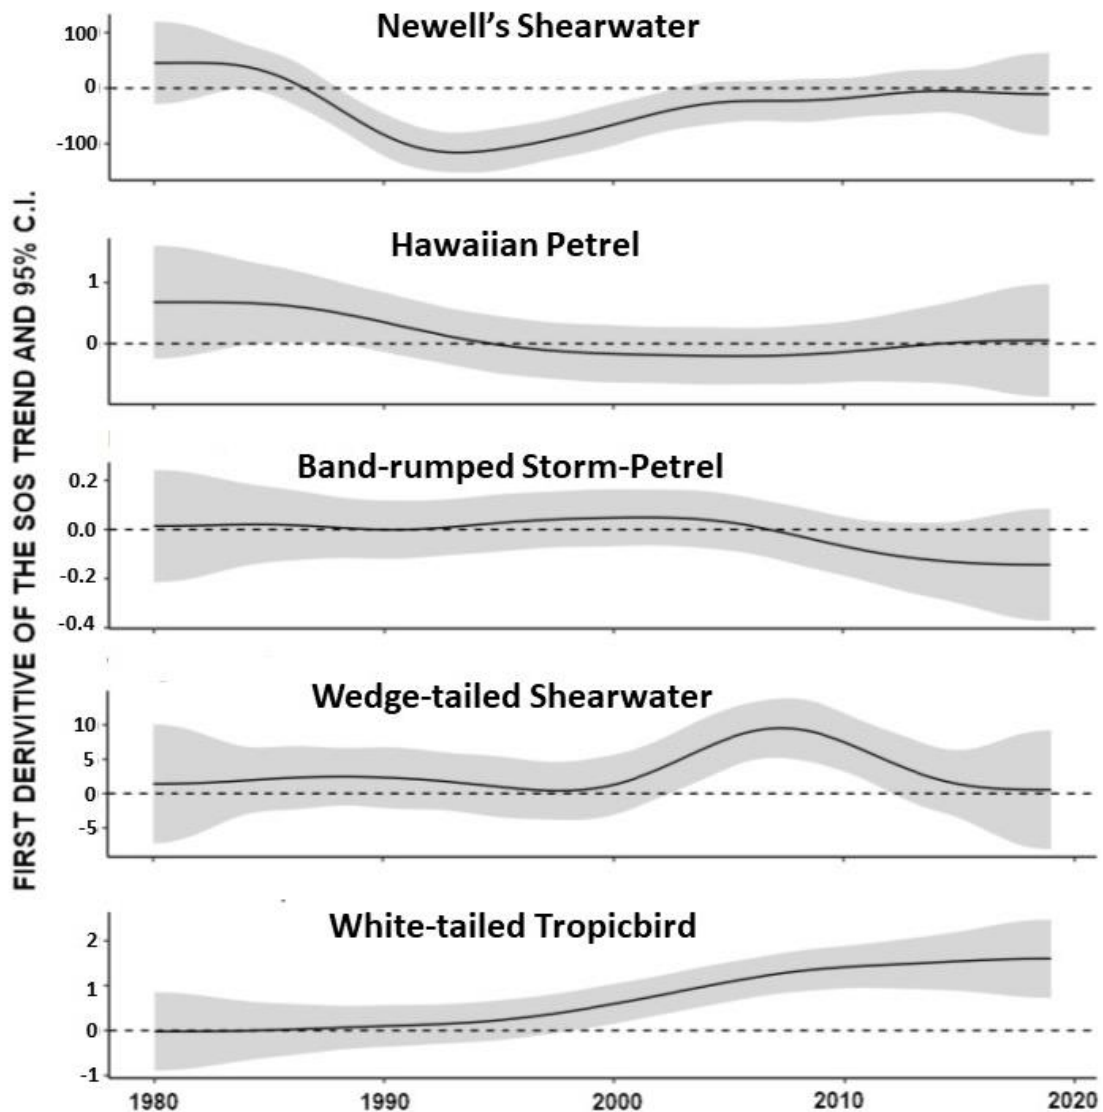 FIRST DERIVITIVE OF THE SOS TREND AND 95% C.I.
Newell's Shearwater
100
0
-100
Hawaiian Petrel
1
0
Band-rumped Storm-Petrel
0.2
0.0
-0.2
-0.4
Wedge-tailed Shearwater
10
5
0
-5
White-tailed Tropicbird
2
1
0
-1
1980 1990 2000 2010 2020